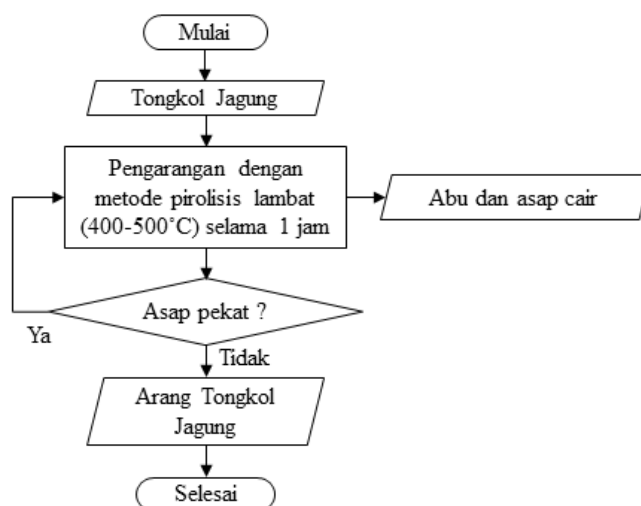 Mulai
Tongkol Jagung
Pengarangan dengan
metode pirolisis lambat
(400-500˚C) selama 1 jam
Abu dan asap cair
Asap pekat ?
Ya
Tidak
Arang Tongkol
Jagung
Selesai